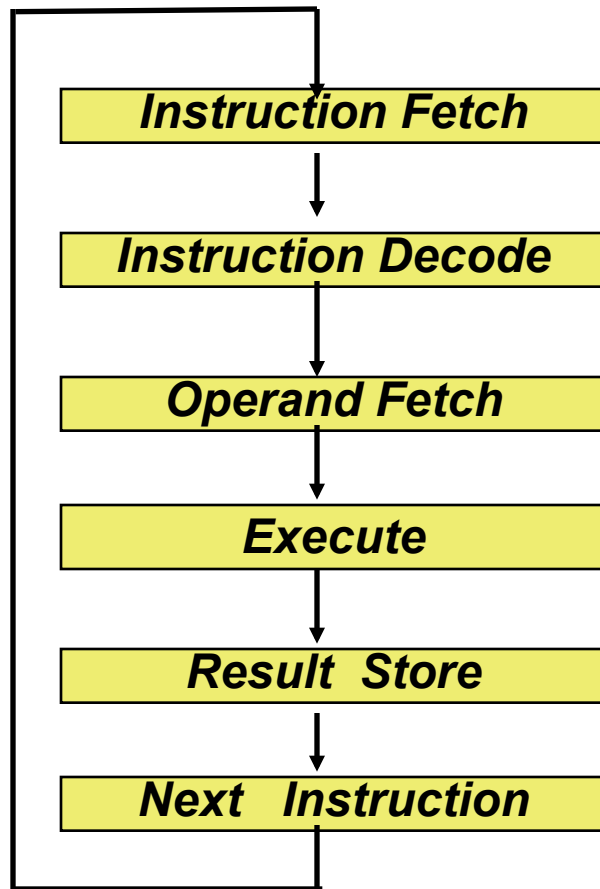 Instruction Fetch
Instruction Decode
Operand Fetch
Execute
Result Store
Next Instruction